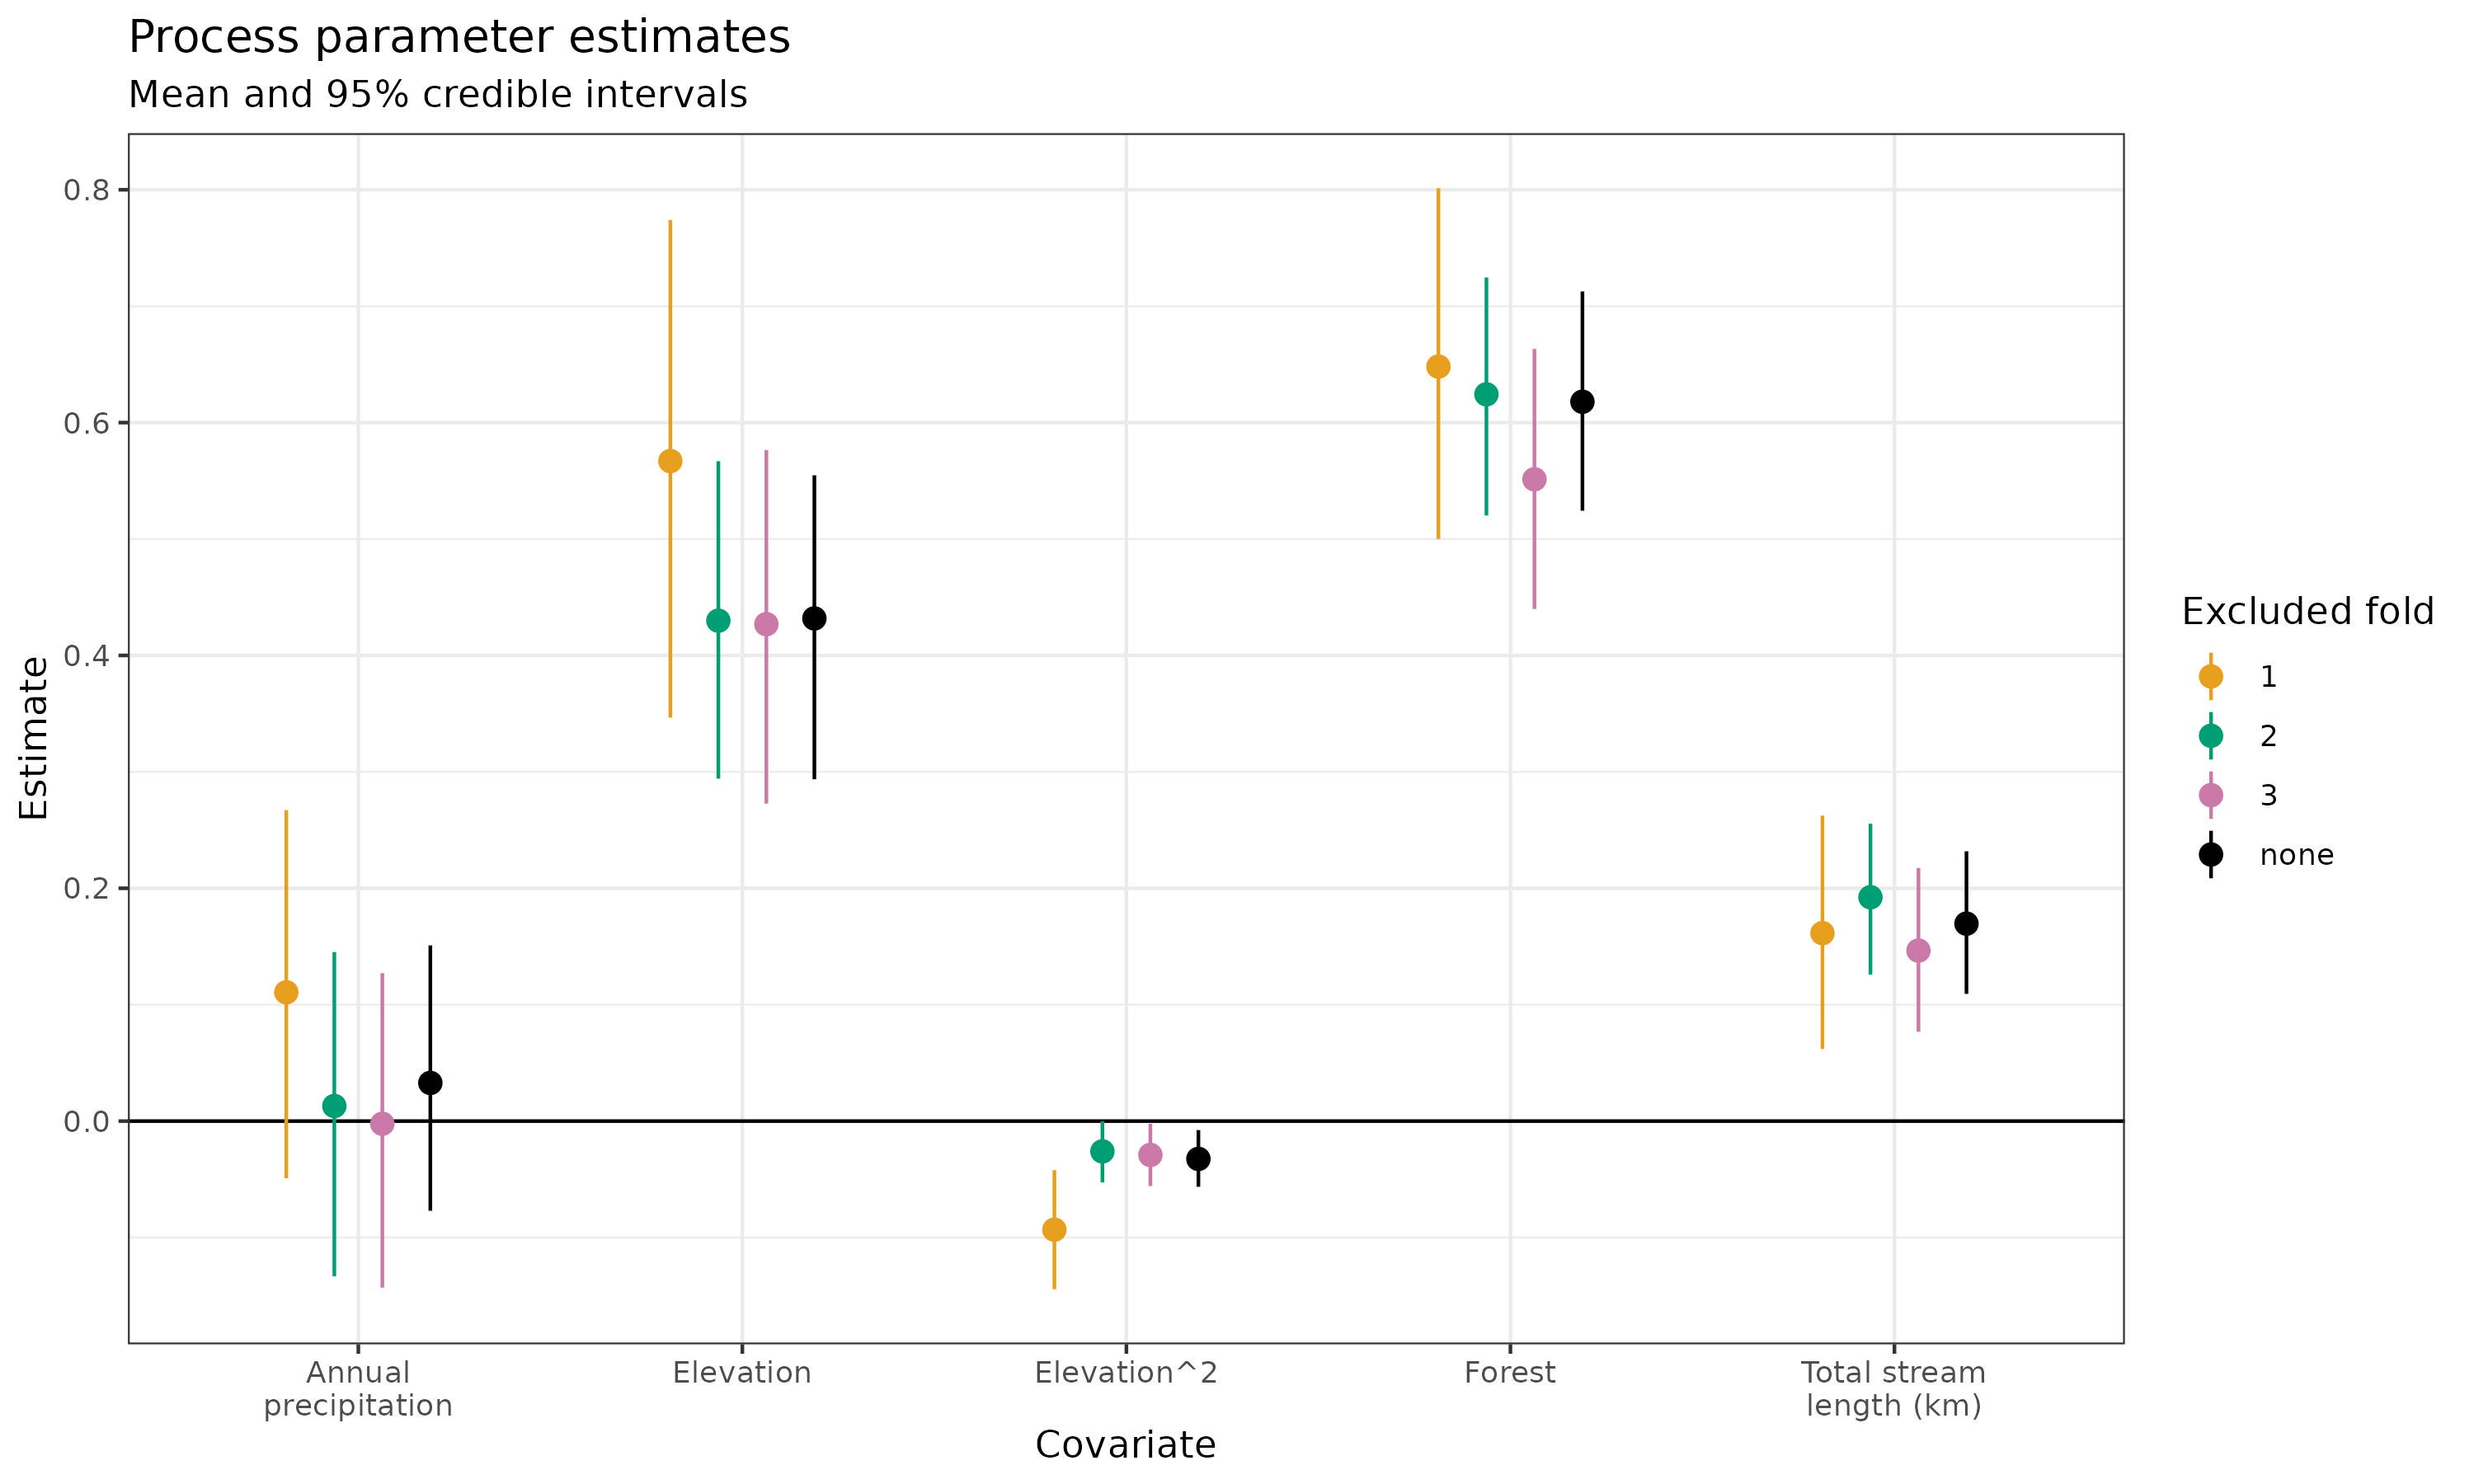 Process parameter estimates
Mean and 95% credible intervals
Estimate
0.8
0.6
0.4
0.2
0.0
Annual
precipitation
Elevation
Elevation^2
Forest
Total stream
length (km)
Covariate
Excluded fold
1
2
3
none